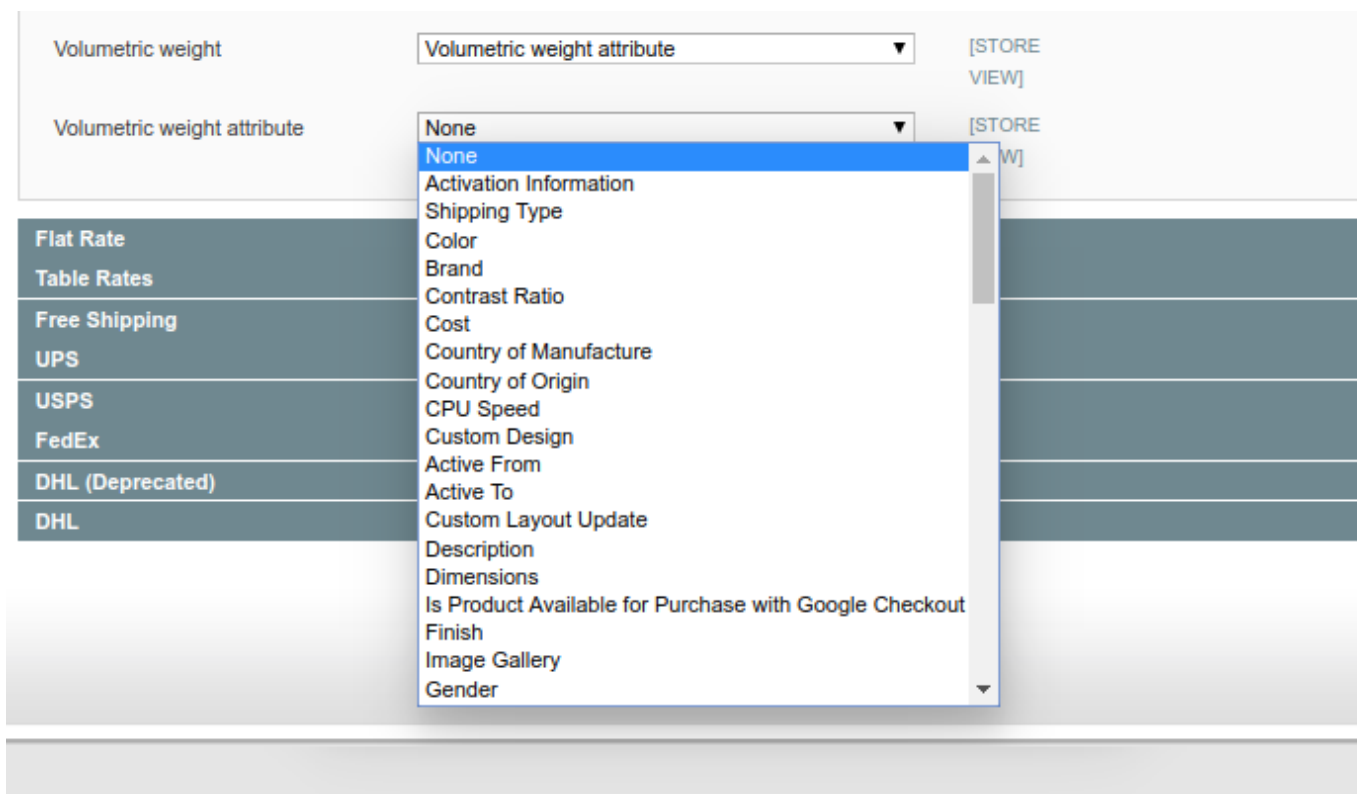 Volumetric weight
Volumetric weight attribute
[STORE
VIEW]
Volumetric weight attribute
None
[STORE
W]
None
Activation Information
Shipping Type
Color
Brand
Contrast Ratio
Cost
Country of Manufacture
Country of Origin
CPU Speed
Custom Design
Active From
Active To
Custom Layout Update
Description
Dimensions
Is Product Available for Purchase with Google Checkout
Finish
Image Gallery
Gender
Flat Rate
Table Rates
Free Shipping
UPS
USPS
FedEx
DHL (Deprecated)
DHL